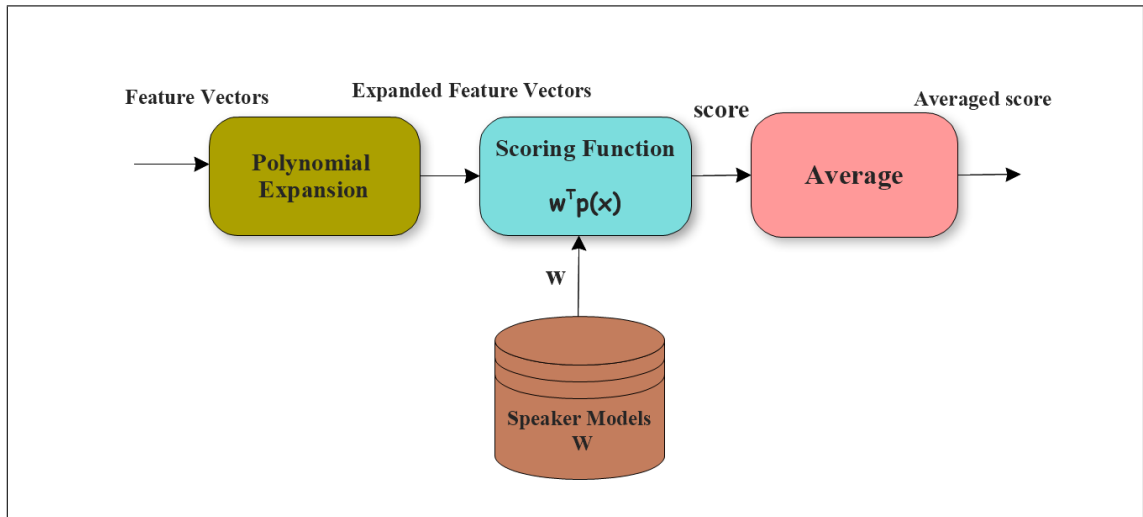 Feature Vectors
Expanded Feature Vectors
score
Averaged score
Polynomial
Expansion
Scoring Function
wᵀp(x)
Average
w
Speaker Models
W